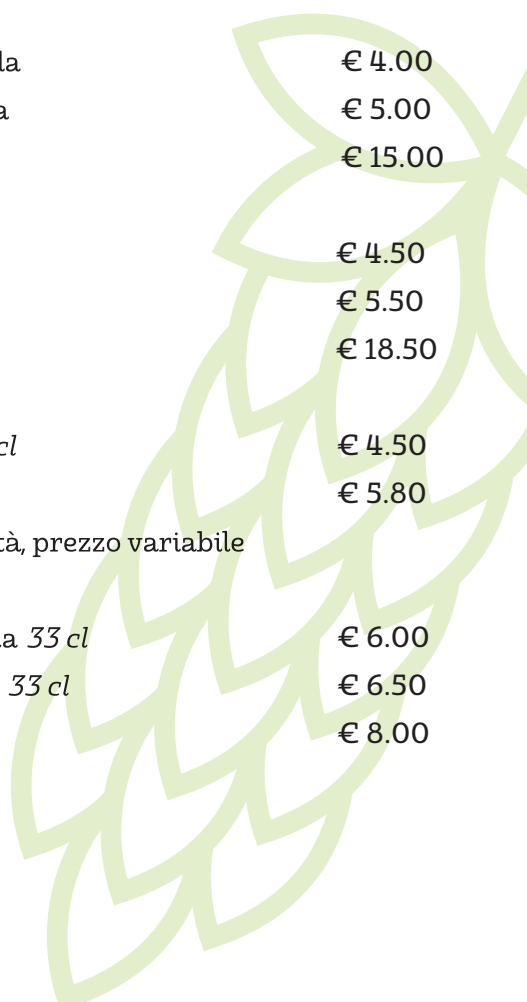 la € 4.00
a € 5.00
€ 15.00
€ 4.50
€ 5.50
€ 18.50
cl € 4.50
€ 5.80
tà, prezzo variabile
la 33 cl € 6.00
33 cl € 6.50
€ 8.00